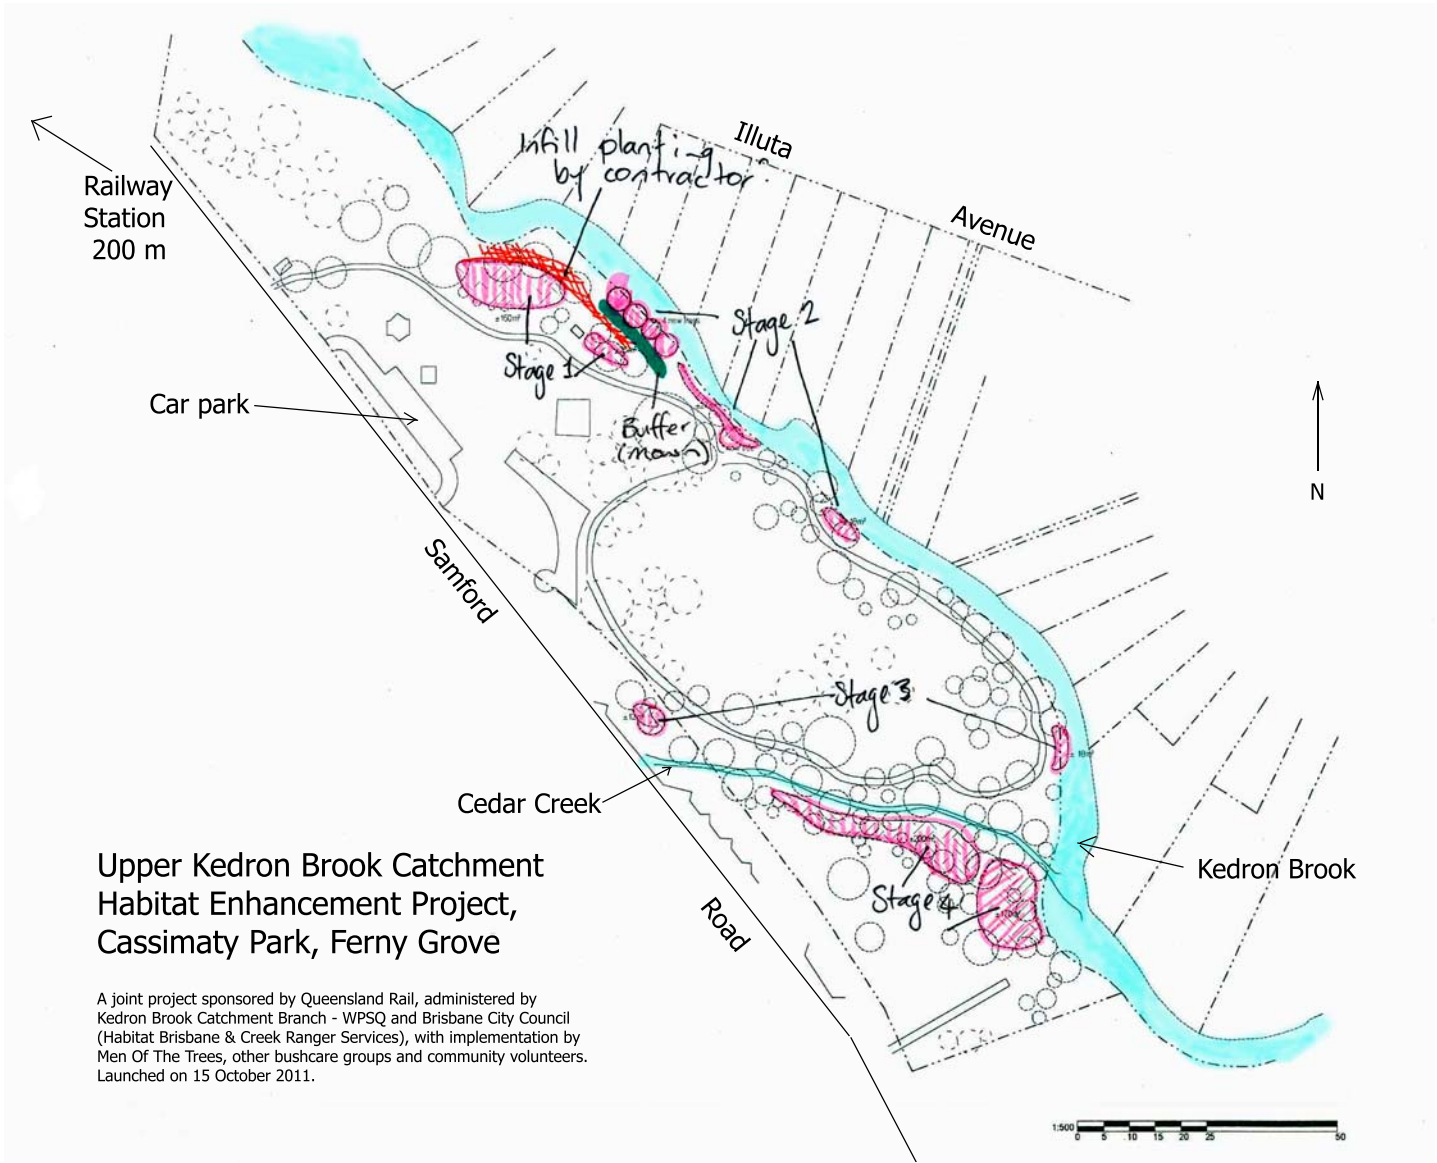 Illuta
Avenue
Infill planting
by contractor.
Railway
Station
200 m
Stage 2
±150m²
Stage 1
Car park
Buffer
(Mown)
N
Samford
Stage 3
± 18m²
Cedar Creek
Kedron Brook
Stage 4
Road
Upper Kedron Brook Catchment
Habitat Enhancement Project,
Cassimaty Park, Ferny Grove
A joint project sponsored by Queensland Rail, administered by
Kedron Brook Catchment Branch - WPSQ and Brisbane City Council
(Habitat Brisbane & Creek Ranger Services), with implementation by
Men Of The Trees, other bushcare groups and community volunteers.
Launched on 15 October 2011.
1:500
0 5 10 15 20 25 50